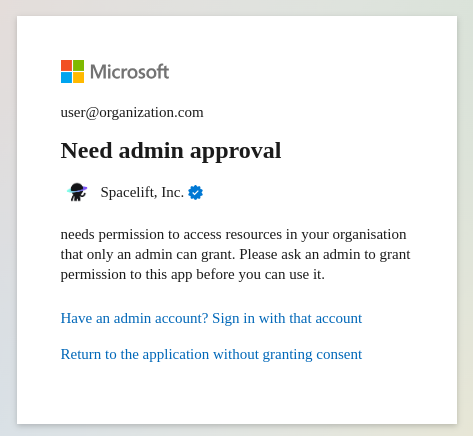 Microsoft
user@organization.com
Need admin approval
Spacelift, Inc.
needs permission to access resources in your organisation
that only an admin can grant. Please ask an admin to grant
permission to this app before you can use it.
Have an admin account? Sign in with that account
Return to the application without granting consent